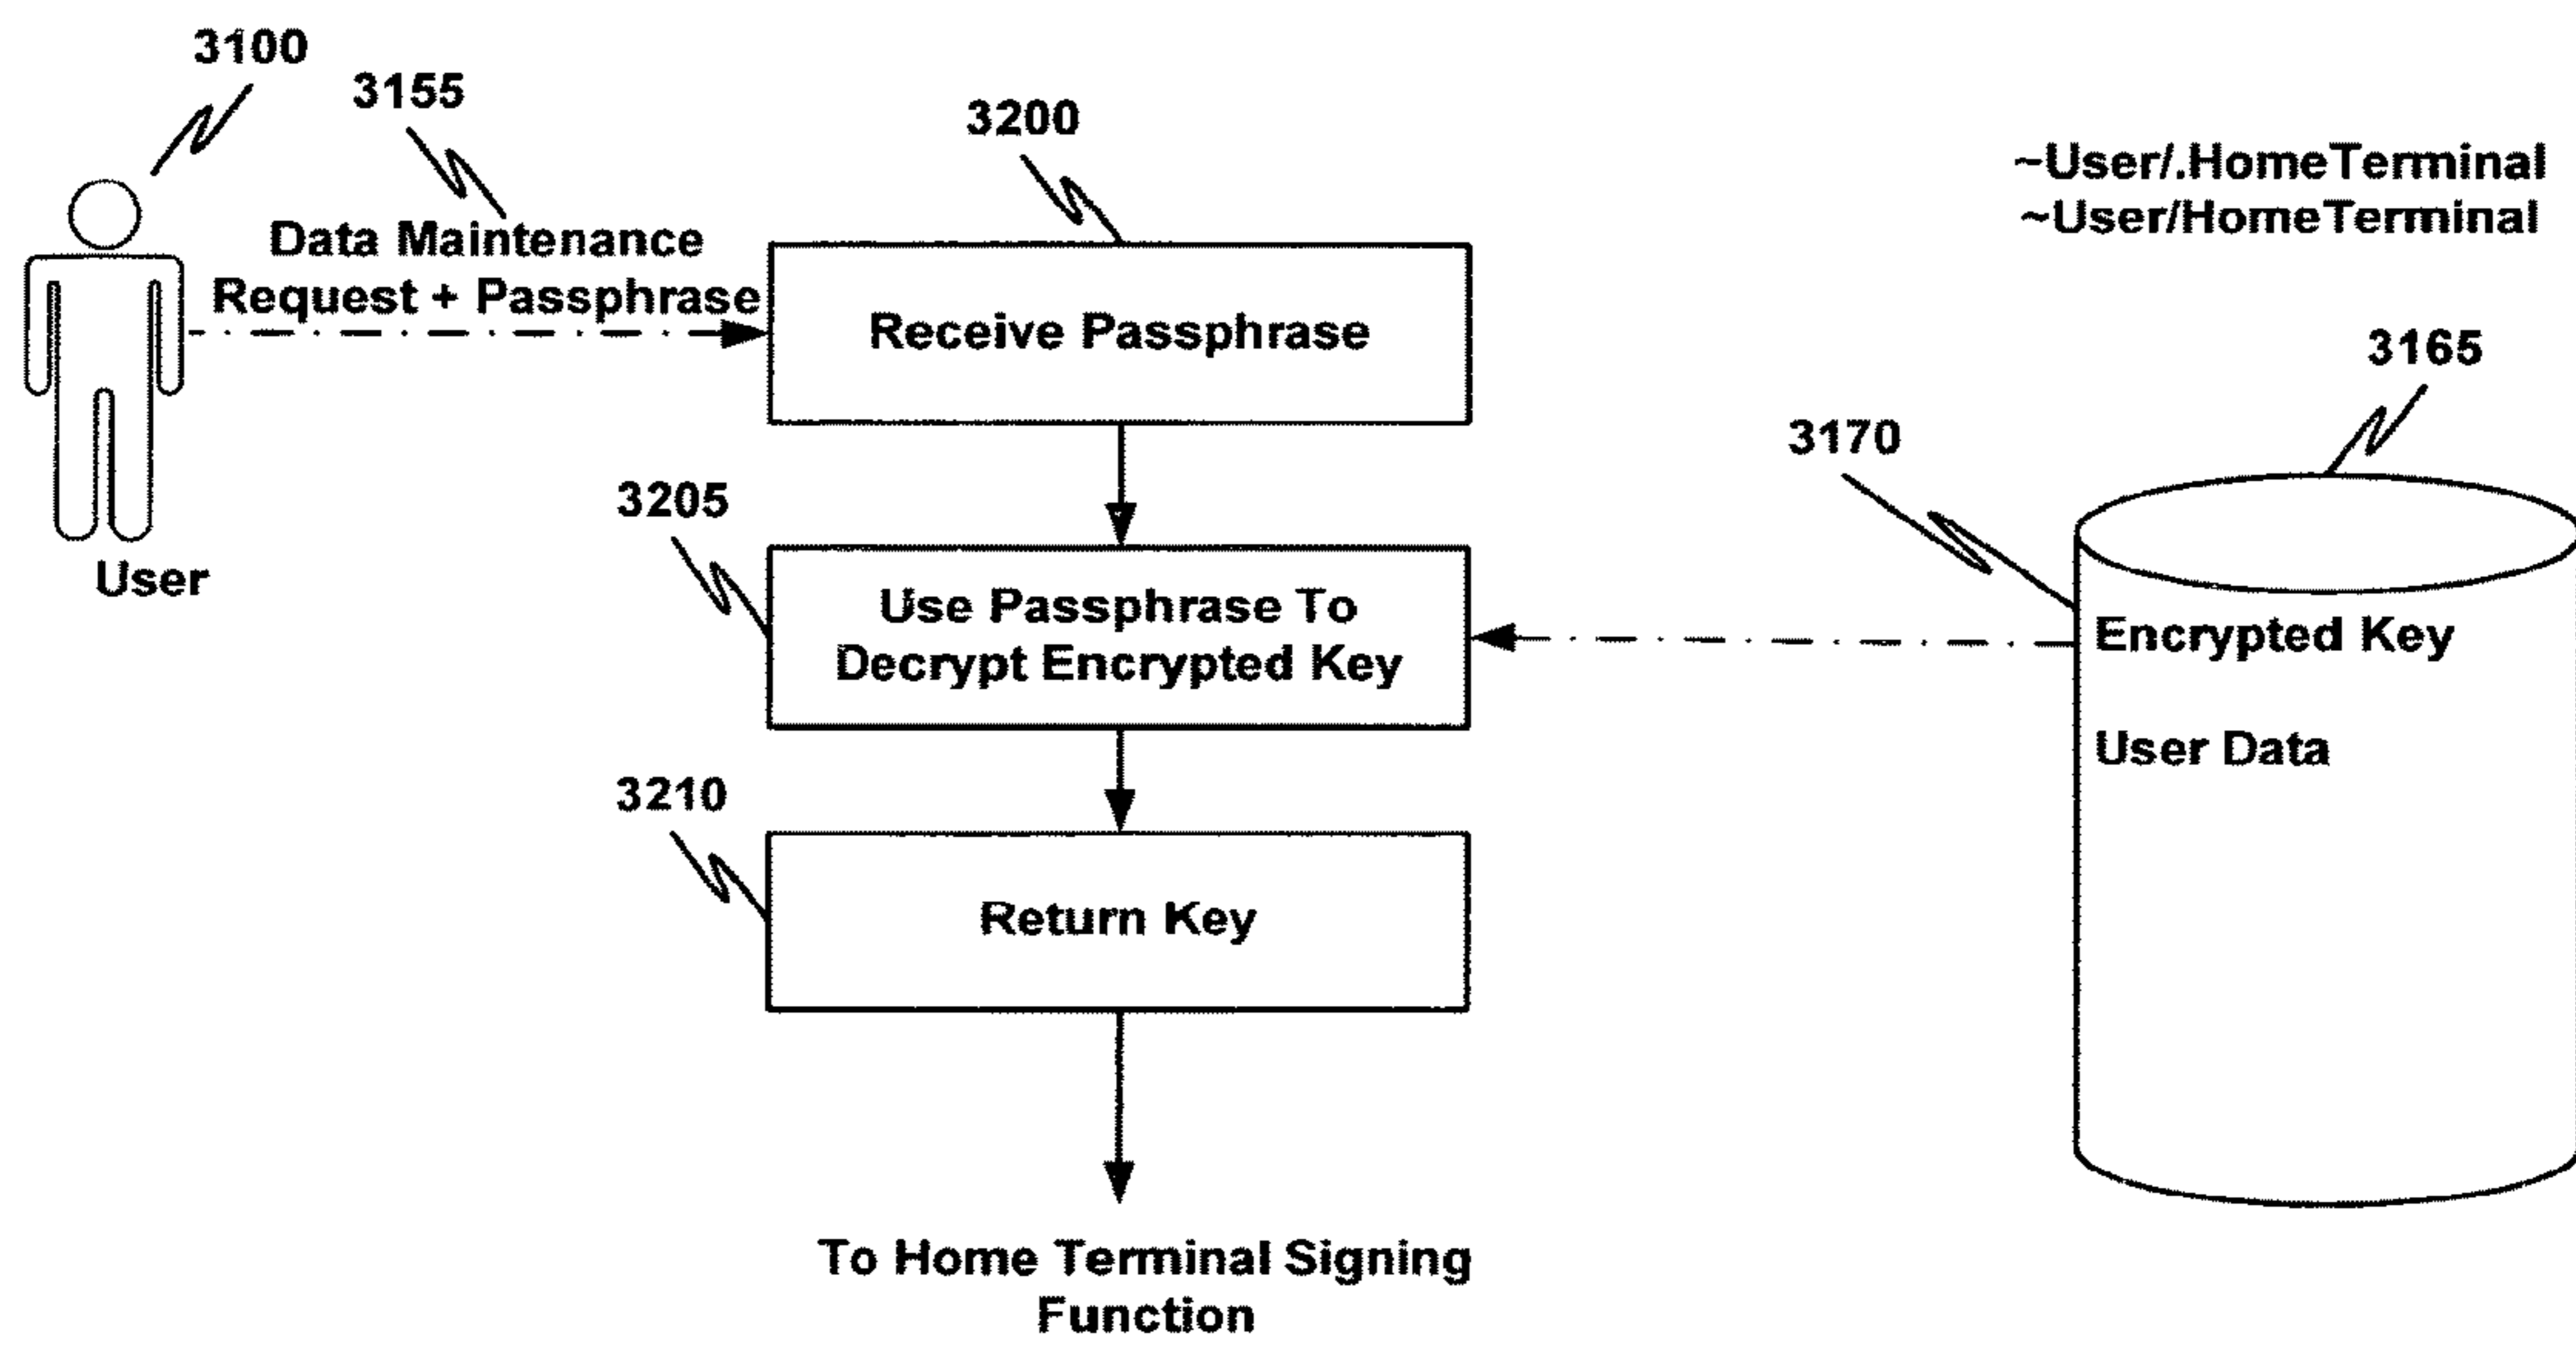 3100
3155
3200
~User/.HomeTerminal
~User/HomeTerminal
Data Maintenance
Request + Passphrase
Receive Passphrase
3165
3170
3205
User
Use Passphrase To
Decrypt Encrypted Key
Encrypted Key
User Data
3210
Return Key
To Home Terminal Signing
Function